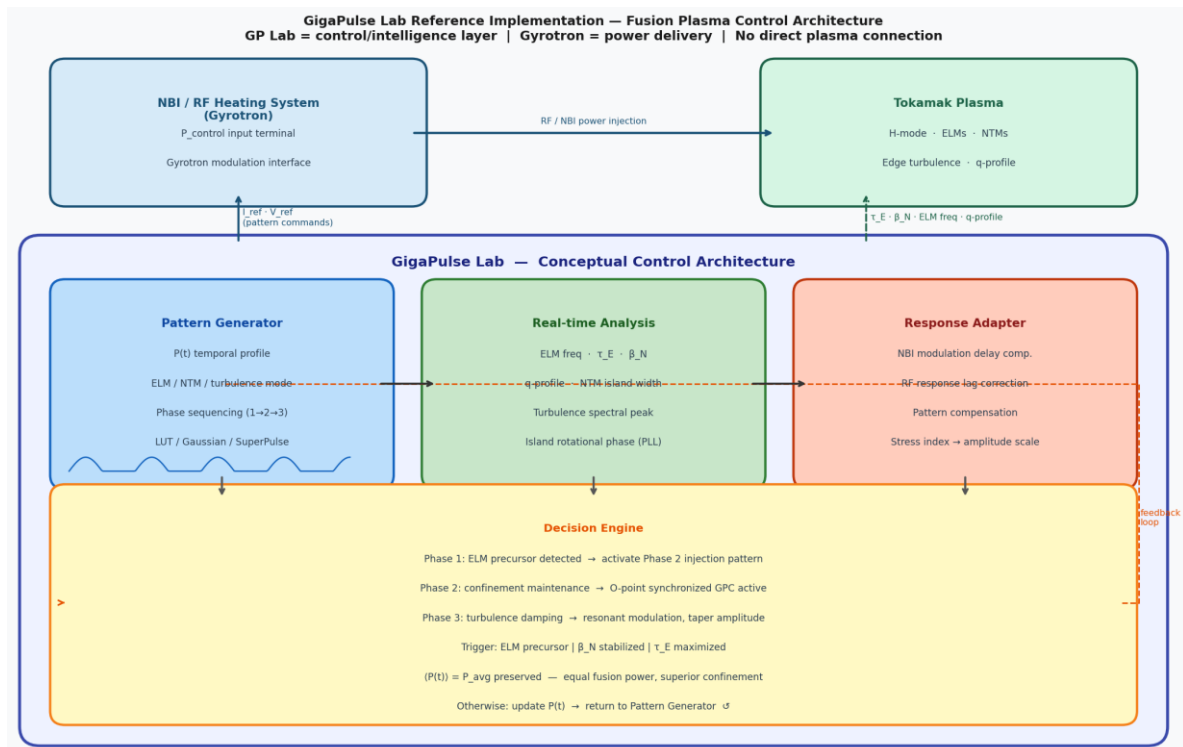 GigaPulse Lab Reference Implementation — Fusion Plasma Control Architecture
GP Lab = control/intelligence layer | Gyrotron = power delivery | No direct plasma connection
NBI / RF Heating System
(Gyrotron)
P_control input terminal
Gyrotron modulation interface
RF / NBI power injection
Tokamak Plasma
H-mode · ELMs · NTMs
Edge turbulence · q-profile
I_ref · V_ref
(pattern commands)
τ_E · β_N · ELM freq · q-profile
GigaPulse Lab — Conceptual Control Architecture
Pattern Generator
P(t) temporal profile
ELM / NTM / turbulence mode
Phase sequencing (1→2→3)
LUT / Gaussian / SuperPulse
Real-time Analysis
ELM freq · τ_E · β_N
q-profile · NTM island width
Turbulence spectral peak
Island rotational phase (PLL)
Response Adapter
NBI modulation delay comp.
RF response lag correction
Pattern compensation
Stress index → amplitude scale
feedback
loop
Decision Engine
Phase 1: ELM precursor detected → activate Phase 2 injection pattern
Phase 2: confinement maintenance → O-point synchronized GPC active
Phase 3: turbulence damping → resonant modulation, taper amplitude
Trigger: ELM precursor | β_N stabilized | τ_E maximized
⟨P(t)⟩ = P_avg preserved — equal fusion power, superior confinement
Otherwise: update P(t) → return to Pattern Generator ↺